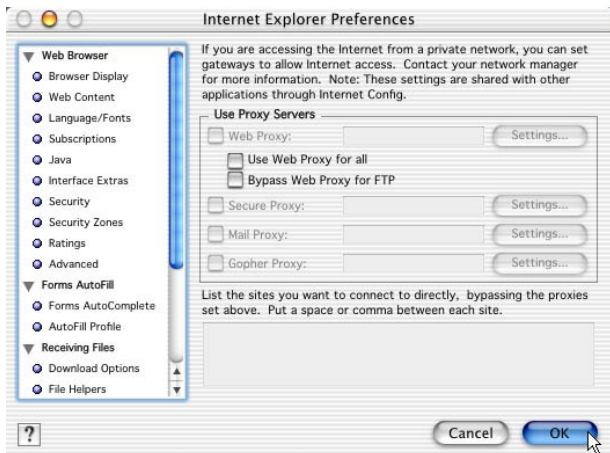 Internet Explorer Preferences
Web Browser
Browser Display
Web Content
Language/Fonts
Subscriptions
Java
Interface Extras
Security
Security Zones
Ratings
Advanced
Forms AutoFill
Forms AutoComplete
AutoFill Profile
Receiving Files
Download Options
File Helpers
If you are accessing the Internet from a private network, you can set
gateways to allow Internet access. Contact your network manager
for more information. Note: These settings are shared with other
applications through Internet Config.
Use Proxy Servers
Web Proxy: Settings...
Use Web Proxy for all
Bypass Web Proxy for FTP
Secure Proxy: Settings...
Mail Proxy: Settings...
Gopher Proxy: Settings...
List the sites you want to connect to directly, bypassing the proxies
set above. Put a space or comma between each site.
? Cancel OK